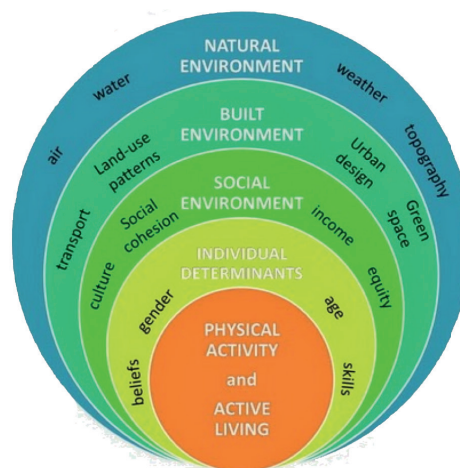 NATURAL
ENVIRONMENT
water
weather
air
topography
BUILT
ENVIRONMENT
Land-use
patterns
Urban
design
transport
Green
space
SOCIAL
ENVIRONMENT
Social
cohesion
income
culture
equity
INDIVIDUAL
DETERMINANTS
gender
age
beliefs
skills
PHYSICAL
ACTIVITY
and
ACTIVE
LIVING